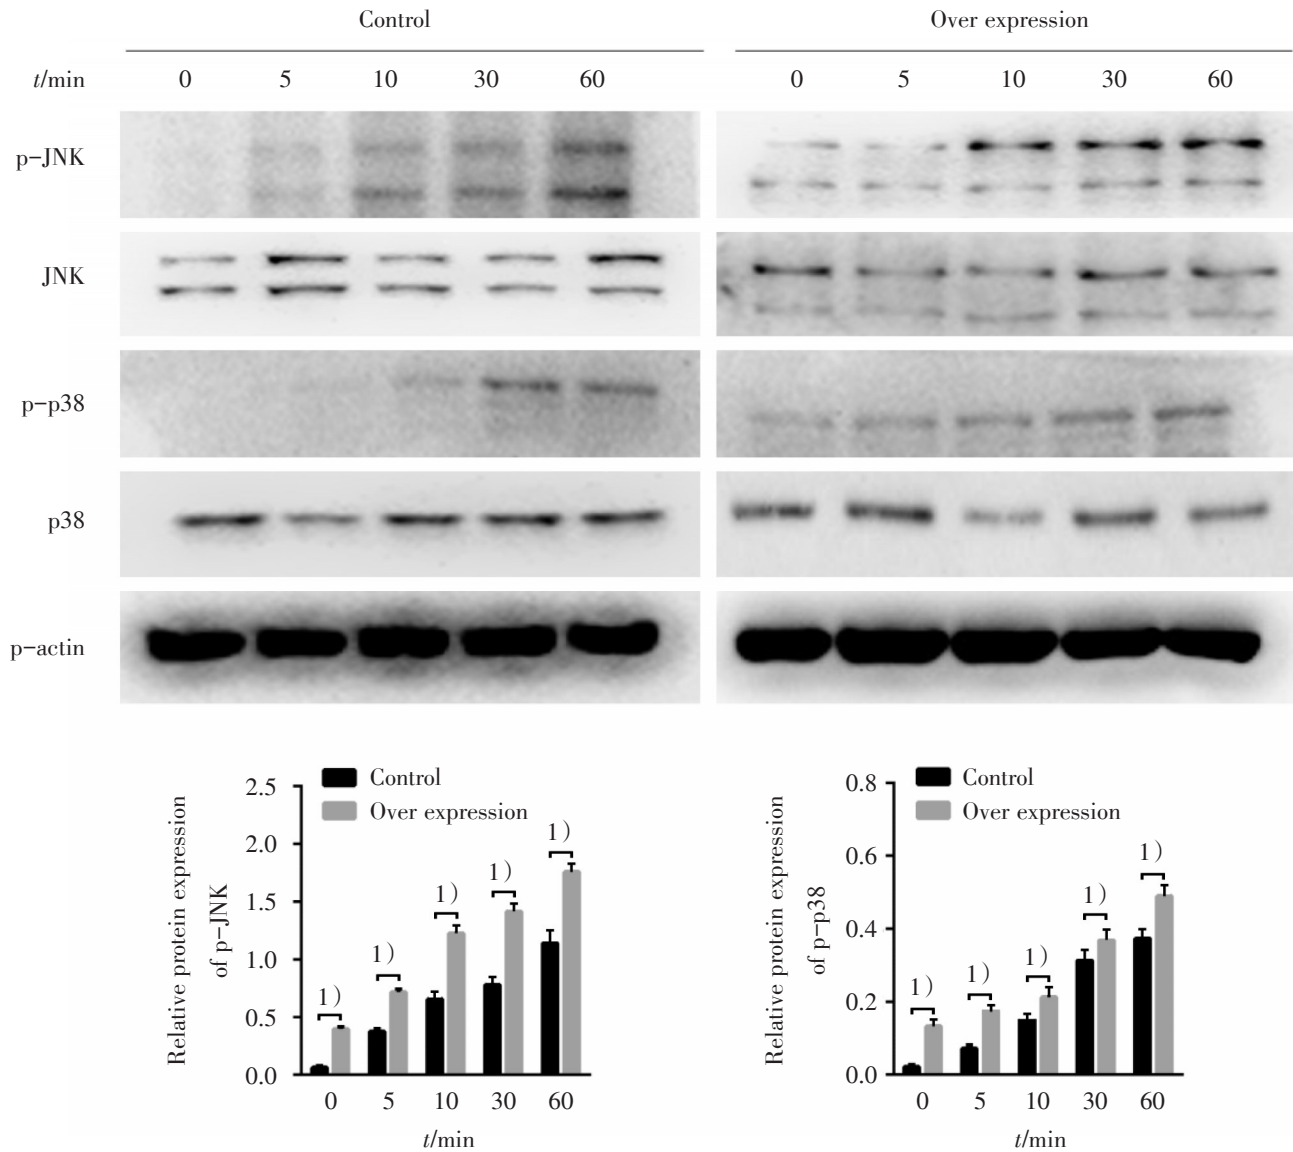 Control Over expression
t/min 0 5 10 30 60 0 5 10 30 60
p-JNK
JNK
p-p38
p38
p-actin
Control
Over expression
Relative protein expression
of p-JNK
2.5
2.0
1.5
1.0
0.5
0.0
1)
1)
1)
1)
1)
0 5 10 30 60
t/min
Control
Over expression
Relative protein expression
of p-p38
0.8
0.6
0.4
0.2
0.0
1)
1)
1)
1)
1)
0 5 10 30 60
t/min